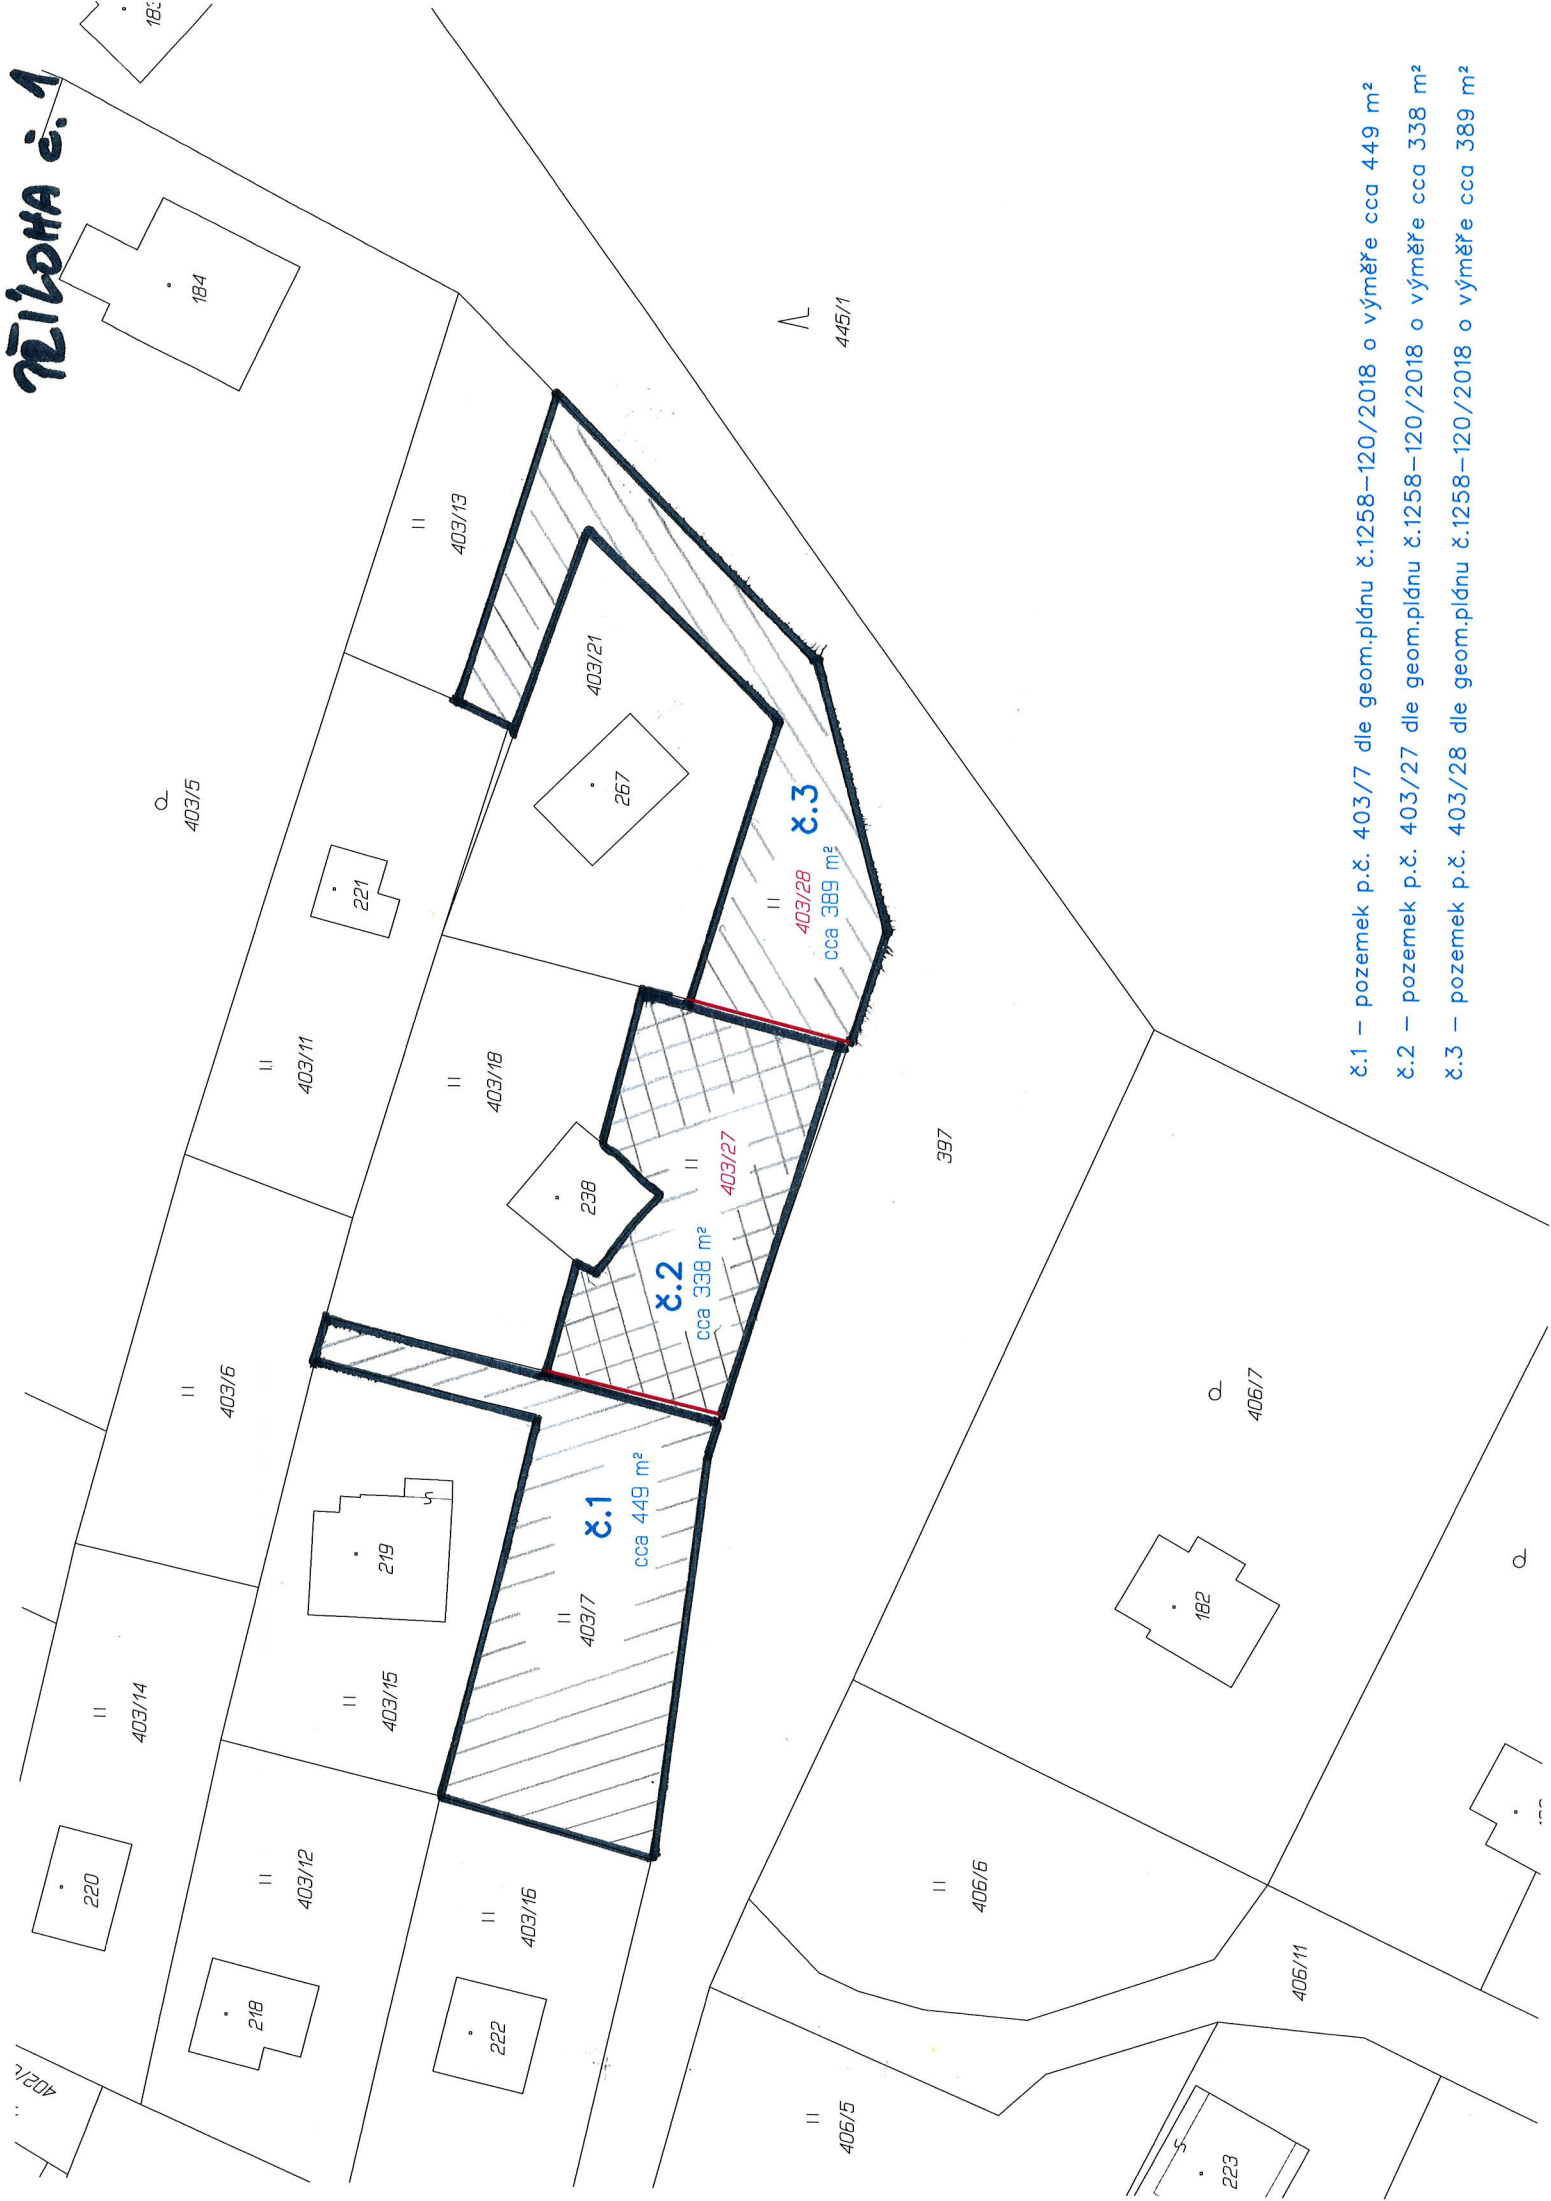 PŘÍLOHA č. 1
184
403/13
445/1
403/5
403/21
267
221
č.3
403/28
cca 389 m²
403/11
403/18
397
403/27
238
č.2
cca 338 m²
403/6
406/7
č.1
cca 449 m²
219
403/7
182
403/14
403/15
220
403/12
403/16
406/6
218
222
406/11
406/5
223
č.1 – pozemek p.č. 403/7 dle geom.plánu č.1258–120/2018 o výměře cca 449 m²
č.2 – pozemek p.č. 403/27 dle geom.plánu č.1258–120/2018 o výměře cca 338 m²
č.3 – pozemek p.č. 403/28 dle geom.plánu č.1258–120/2018 o výměře cca 389 m²